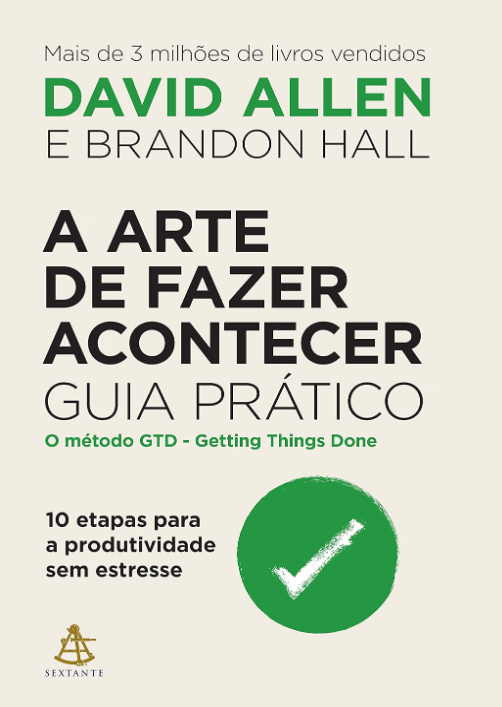 Mais de 3 milhões de livros vendidos
DAVID ALLEN
E BRANDON HALL
A ARTE
DE FAZER
ACONTECER
GUIA PRÁTICO
O método GTD - Getting Things Done
10 etapas para
a produtividade
sem estresse
SEXTANTE